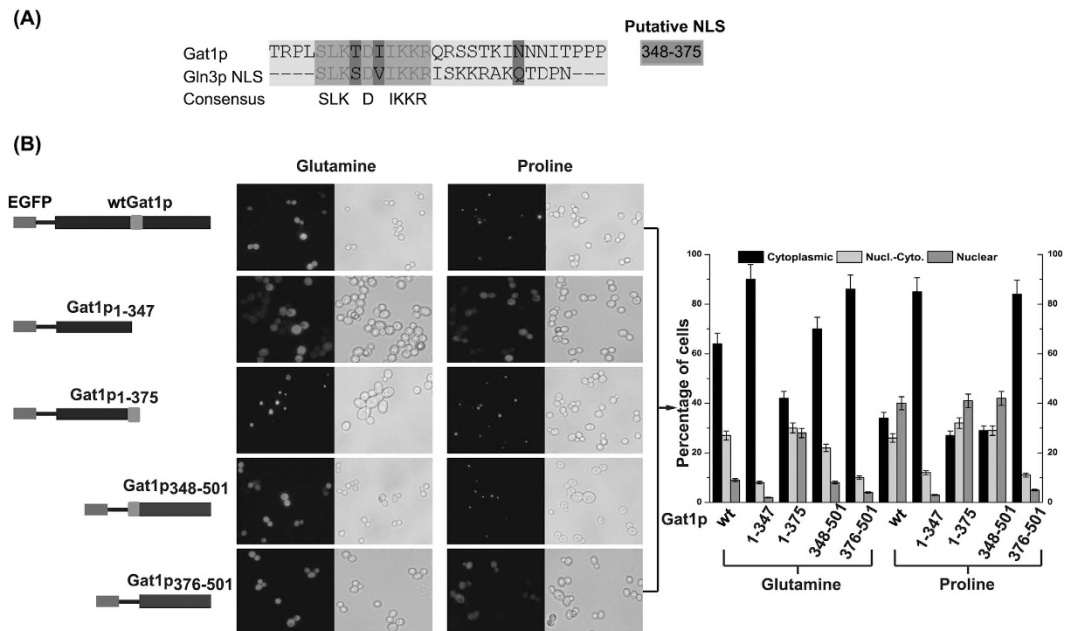 (A)
Putative NLS
Gat1p TRPLSLKTDIIKKRQRSSTKINNNITPPP 348-375
Gln3p NLS ----SLKSDVIKKRISKKRAKQTDPN---
Consensus SLK D IKKR
(B)
Glutamine Proline
EGFP wtGat1p
Gat1p1-347
Gat1p1-375
Gat1p348-501
Gat1p376-501
Cytoplasmic Nucl.-Cyto. Nuclear
Percentage of cells
100 100
80 80
60 60
40 40
20 20
0 0
Gat1p wt 1-347 1-375 348-501 376-501 wt 1-347 1-375 348-501 376-501
Glutamine Proline